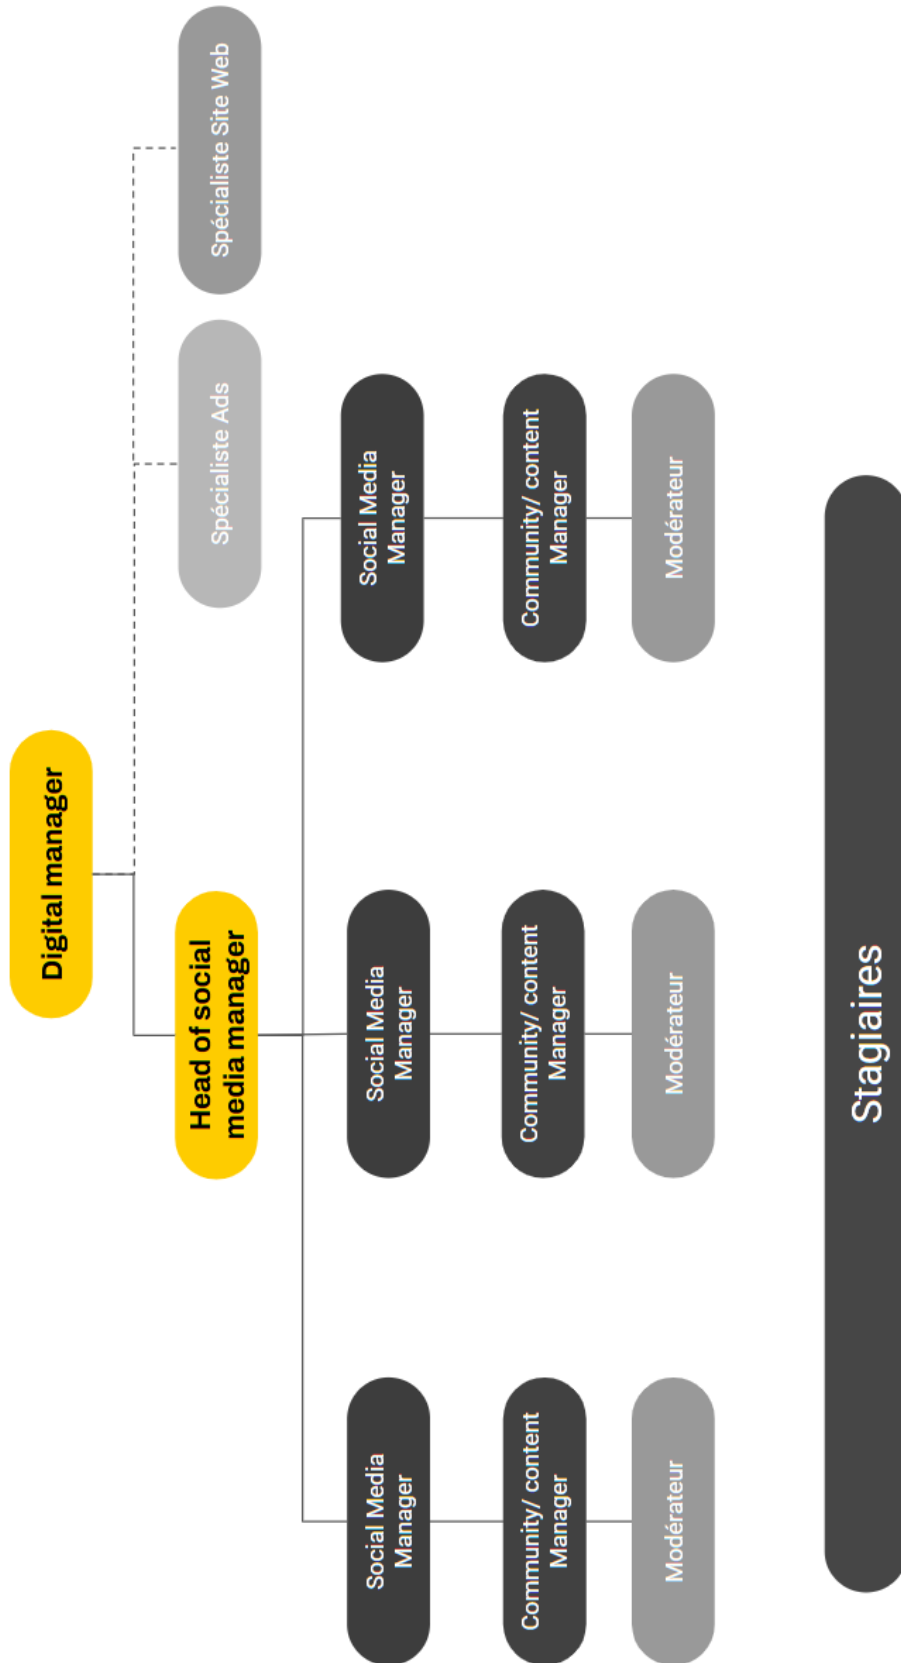 Digital manager
Head of social
media manager
Spécialiste Ads
Spécialiste Site Web
Social Media
Manager
Social Media
Manager
Social Media
Manager
Community/ content
Manager
Community/ content
Manager
Community/ content
Manager
Modérateur
Modérateur
Modérateur
Stagiaires